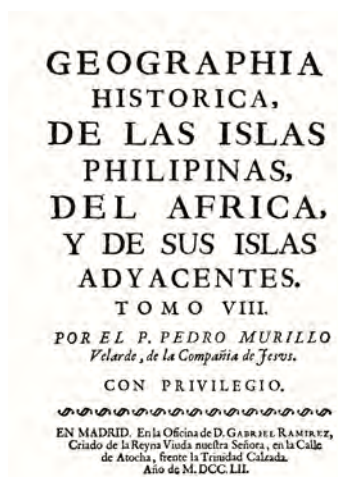 GEOGRAPHIA
HISTORICA,
DE LAS ISLAS
PHILIPINAS,
DEL AFRICA,
Y DE SUS ISLAS
ADYACENTES.
TOMO VIII.
POR EL P. PEDRO MURILLO
Velarde, de la Compañia de Jesvs.
CON PRIVILEGIO.
EN MADRID. En la Oficina de D. GABRIEL RAMIREZ,
Criado de la Reyna Viuda nueſtra Señora, en la Calle
de Atocha, frente la Trinidad Calzada.
Año de M.DCC.LII.